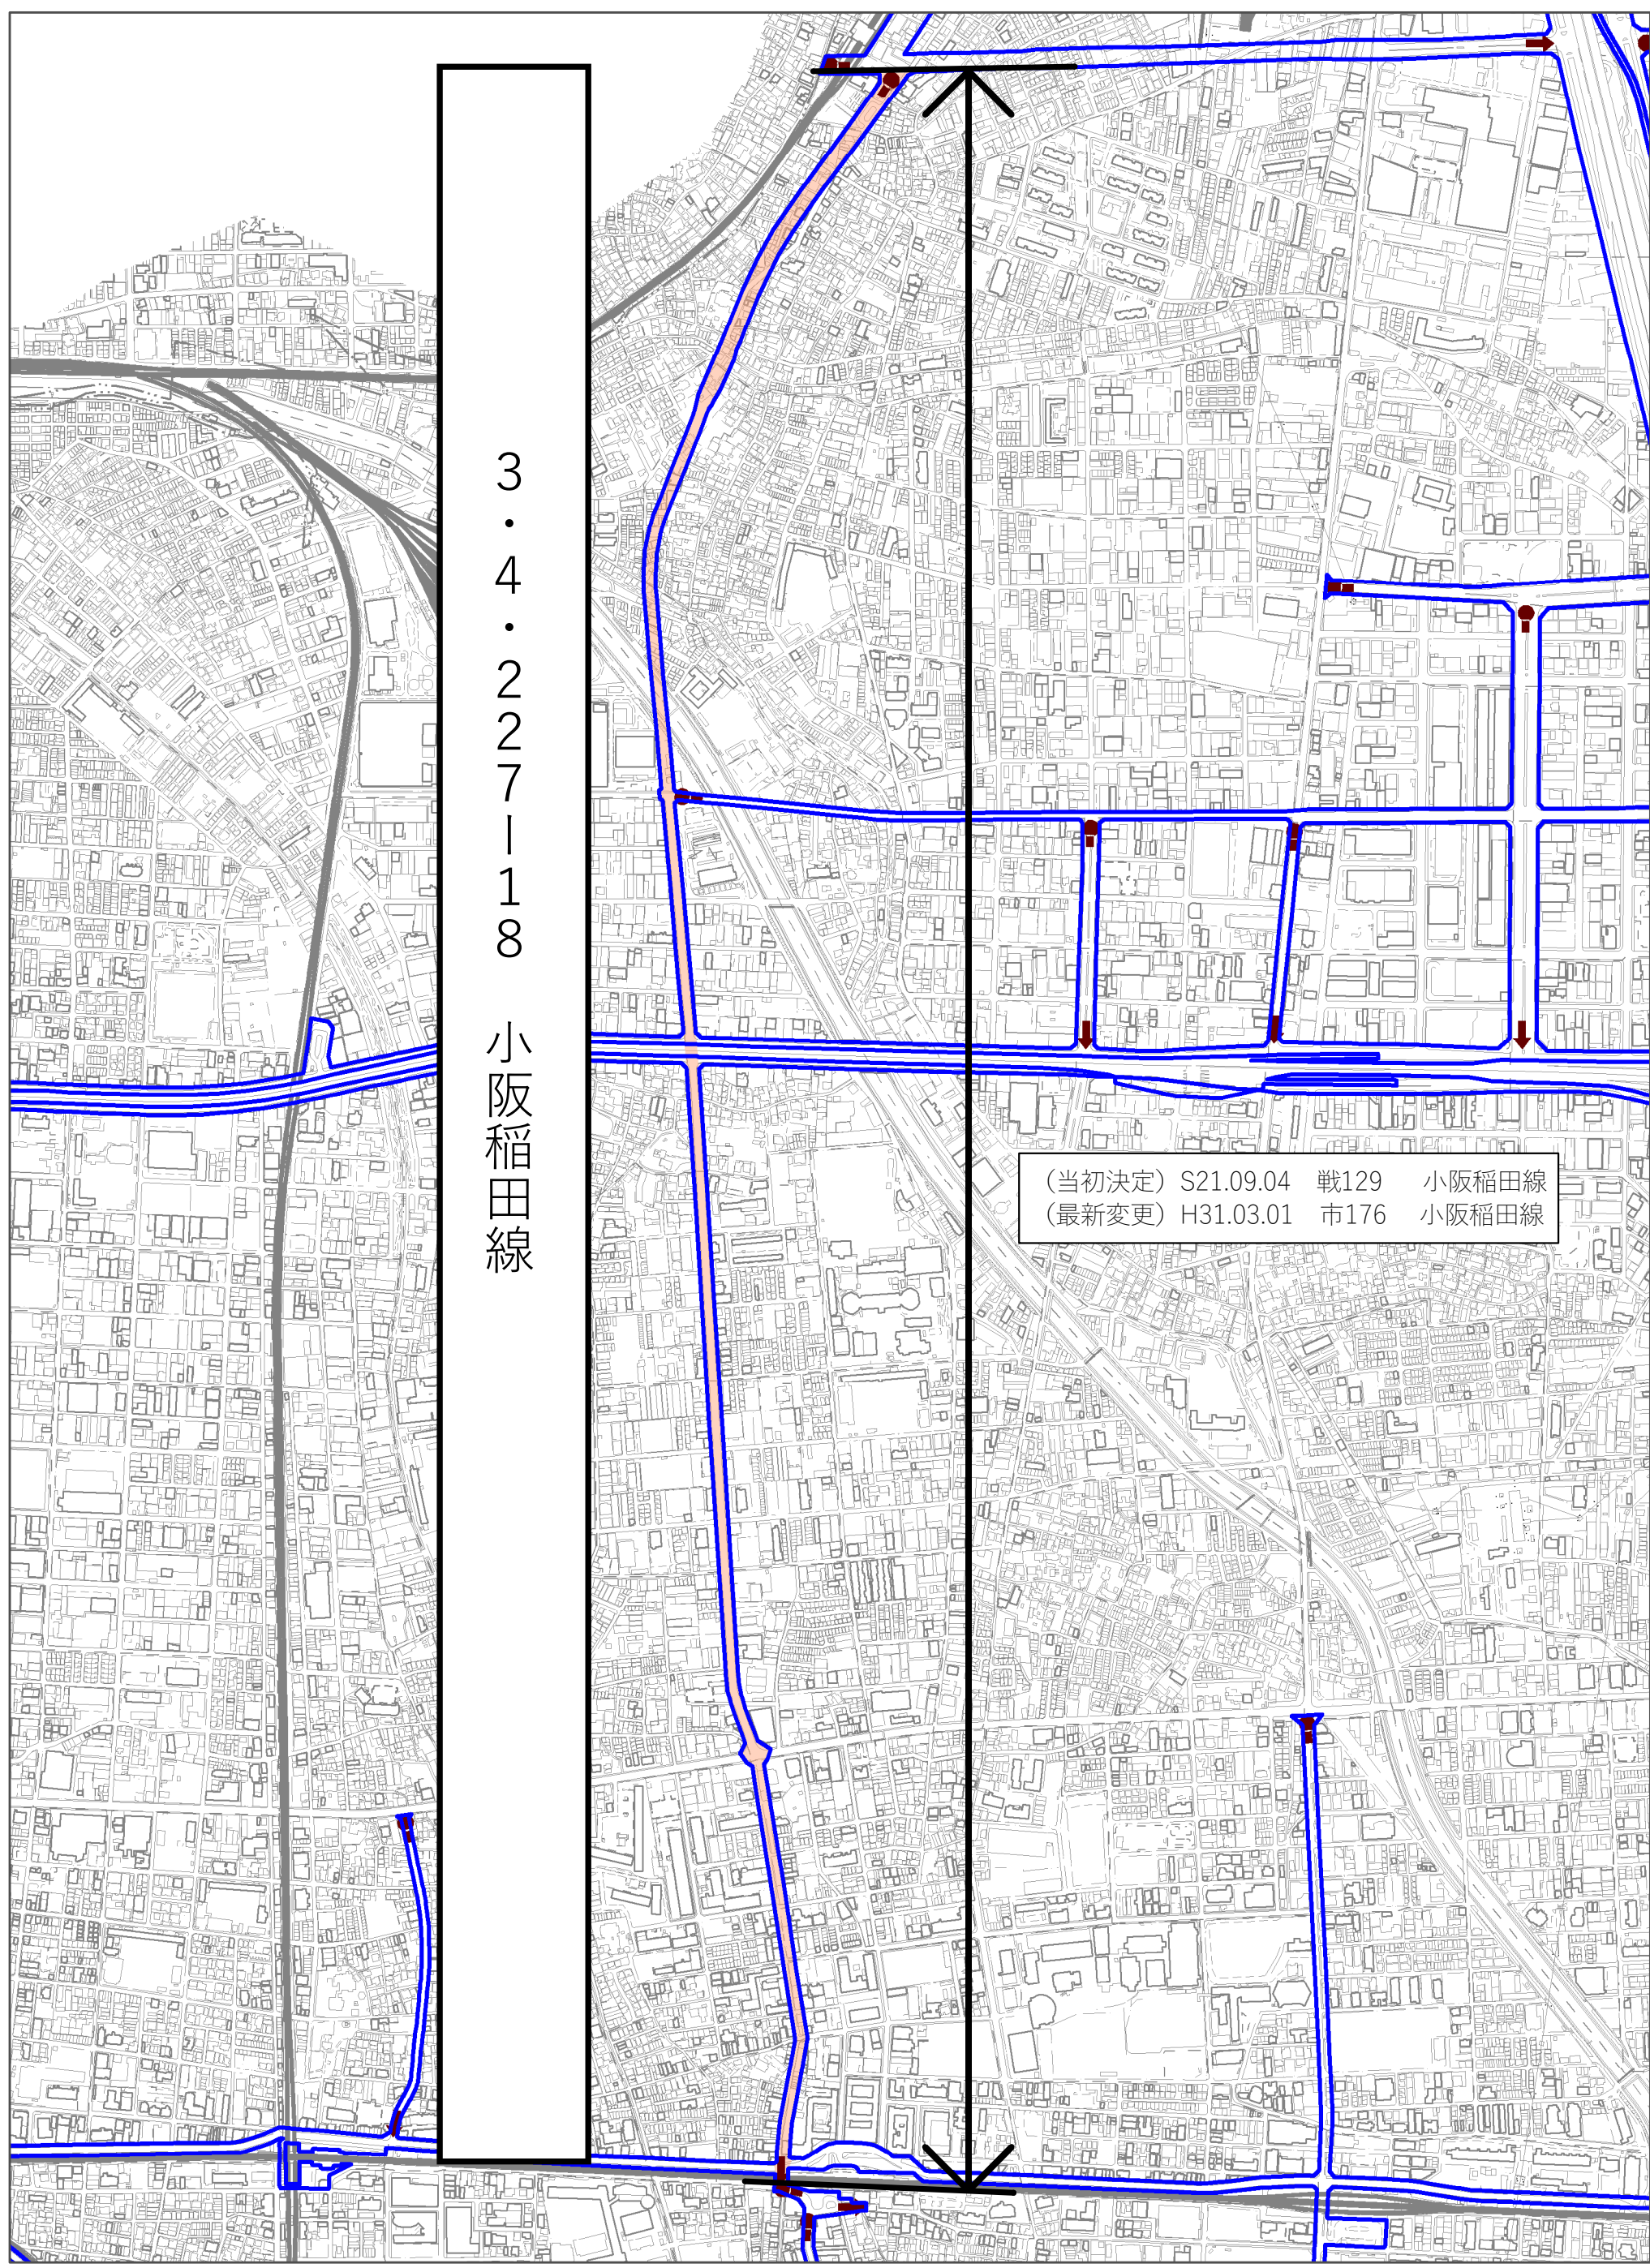 3・4・227―18 小阪稲田線
（当初決定）S21.09.04 戦129 小阪稲田線
（最新変更）H31.03.01 市176 小阪稲田線